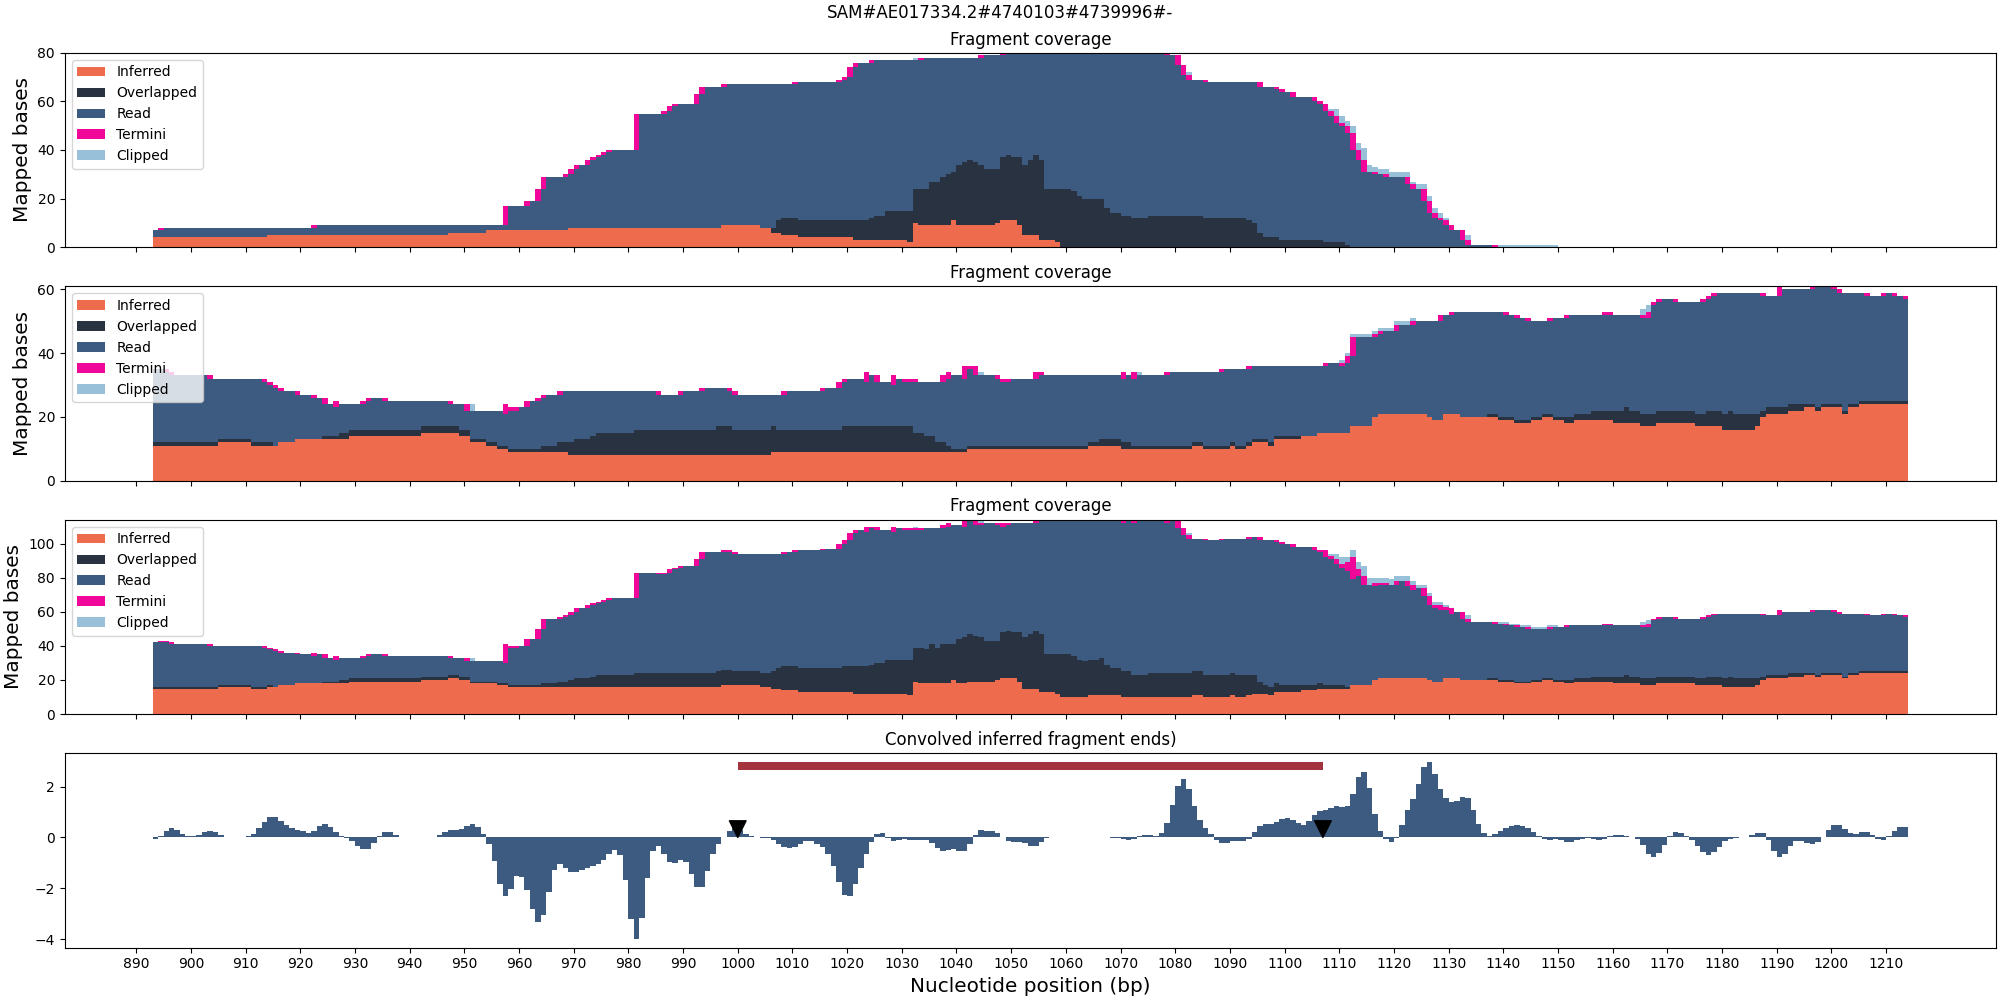 SAM#AE017334.2#4740103#4739996#-
Fragment coverage
Mapped bases
80
60
40
20
0
Inferred
Overlapped
Read
Termini
Clipped
Fragment coverage
Mapped bases
60
40
20
0
Inferred
Overlapped
Read
Termini
Clipped
Fragment coverage
Mapped bases
100
80
60
40
20
0
Inferred
Overlapped
Read
Termini
Clipped
Convolved inferred fragment ends)
2
0
−2
−4
890 900 910 920 930 940 950 960 970 980 990 1000 1010 1020 1030 1040 1050 1060 1070 1080 1090 1100 1110 1120 1130 1140 1150 1160 1170 1180 1190 1200 1210
Nucleotide position (bp)